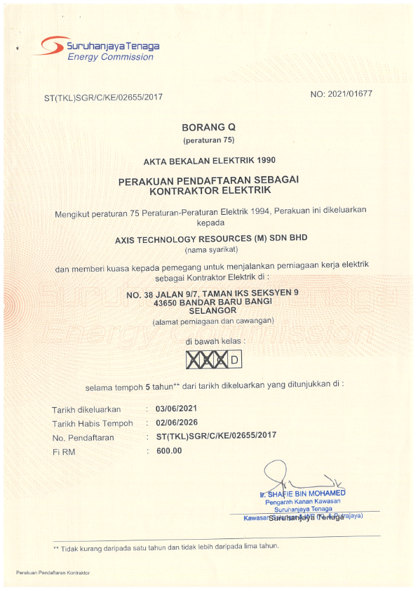 Suruhanjaya Tenaga
Energy Commission
ST(TKL)SGR/C/KE/02655/2017
NO: 2021/01677
BORANG Q
(peraturan 75)
AKTA BEKALAN ELEKTRIK 1990
PERAKUAN PENDAFTARAN SEBAGAI
KONTRAKTOR ELEKTRIK
Mengikut peraturan 75 Peraturan-Peraturan Elektrik 1994, Perakuan ini dikeluarkan
kepada
AXIS TECHNOLOGY RESOURCES (M) SDN BHD
(nama syarikat)
dan memberi kuasa kepada pemegang untuk menjalankan perniagaan kerja elektrik
sebagai Kontraktor Elektrik di :
NO. 38 JALAN 9/7, TAMAN IKS SEKSYEN 9
43650 BANDAR BARU BANGI
SELANGOR
(alamat perniagaan dan cawangan)
di bawah kelas :
D
selama tempoh 5 tahun** dari tarikh dikeluarkan yang ditunjukkan di :
Tarikh dikeluarkan : 03/06/2021
Tarikh Habis Tempoh : 02/06/2026
No. Pendaftaran : ST(TKL)SGR/C/KE/02655/2017
Fi RM : 600.00
Ir. SHAFIE BIN MOHAMED
Pengarah Kanan Kawasan
Suruhanjaya Tenaga
Kawasan
** Tidak kurang daripada satu tahun dan tidak lebih daripada lima tahun.
Perakuan Pendaftaran Kontraktor